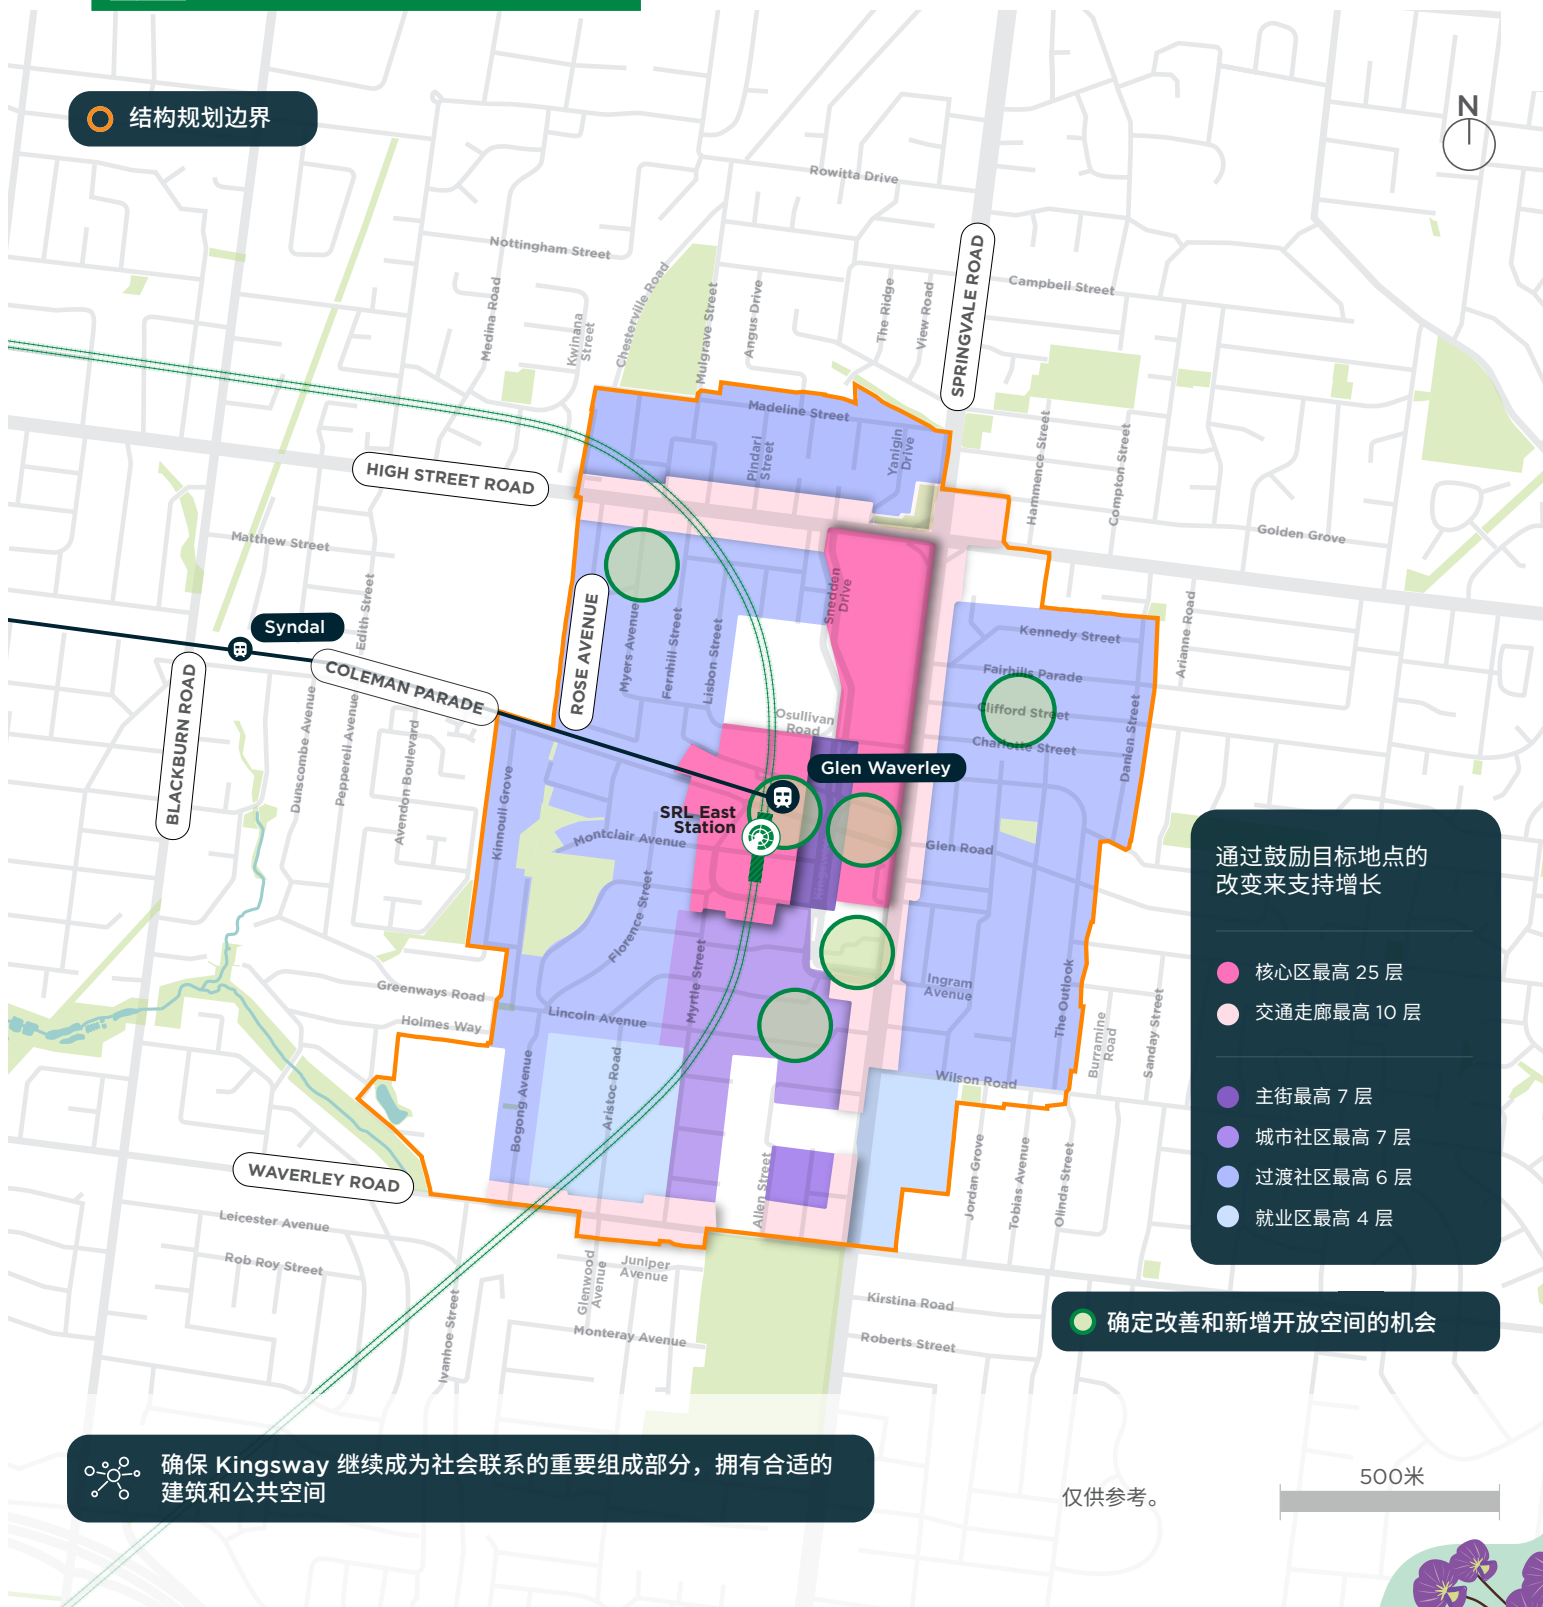 结构规划边界
N
Rowitta Drive
Nottingham Street
SPRINGVALE ROAD
Campbell Street
Medina Road
Kwinana
Street
Chesterville Road
Mulgrave Street
Angus Drive
The Ridge
View Road
Madeline Street
Pindari
Street
Yanigin
Drive
Hammence Street
Compton Street
HIGH STREET ROAD
Golden Grove
Matthew Street
Edith Street
Snedden
Drive
Syndal
ROSE AVENUE
Myers Avenue
Fernhill Street
Lisbon Street
Kennedy Street
Arianne Road
COLEMAN PARADE
Fairhills Parade
BLACKBURN ROAD
Dunscombe Avenue
Pepperell Avenue
Avendon Boulevard
Osullivan
Road
Clifford Street
Charlotte Street
Danien Street
Glen Waverley
Kinnoull Grove
SRL East
Station
Montclair Avenue
Glen Road
通过鼓励目标地点的
改变来支持增长
Florence Street
核心区最高 25 层
Myrtle Street
Ingram
Avenue
The Outlook
Greenways Road
交通走廊最高 10 层
Holmes Way
Lincoln Avenue
Burramine
Road
Sanday Street
Bogong Avenue
Aristoc Road
Wilson Road
主街最高 7 层
城市社区最高 7 层
WAVERLEY ROAD
Allen Street
Jordan Grove
Tobias Avenue
Olinda Street
过渡社区最高 6 层
就业区最高 4 层
Leicester Avenue
Rob Roy Street
Glenwood
Avenue
Juniper
Avenue
Ivanhoe Street
Kirstina Road
确定改善和新增开放空间的机会
Monteray Avenue
Roberts Street
确保 Kingsway 继续成为社会联系的重要组成部分，拥有合适的
建筑和公共空间
仅供参考。
500米